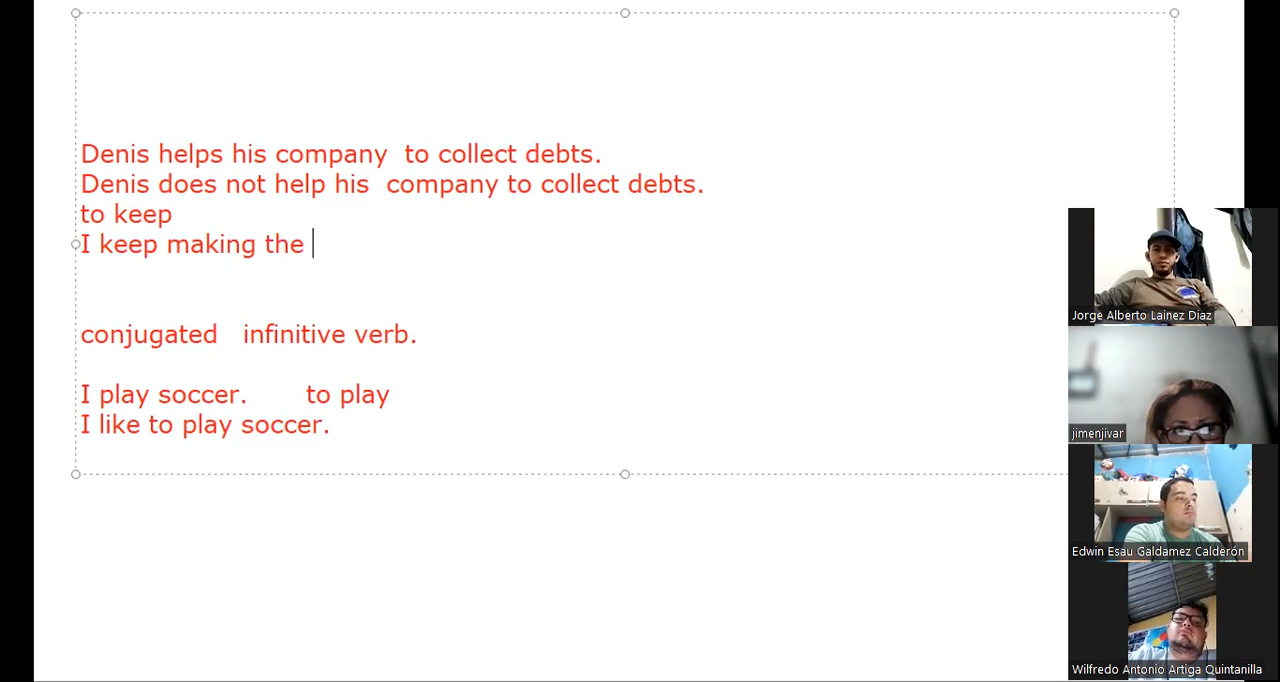 Denis helps his company to collect debts.
Denis does not help his company to collect debts.
to keep
I keep making the
conjugated infinitive verb.
I play soccer. to play
I like to play soccer.
Jorge Alberto Lainez Diaz
jimenjivar
Edwin Esau Galdamez Calderón
Wilfredo Antonio Artiga Quintanilla